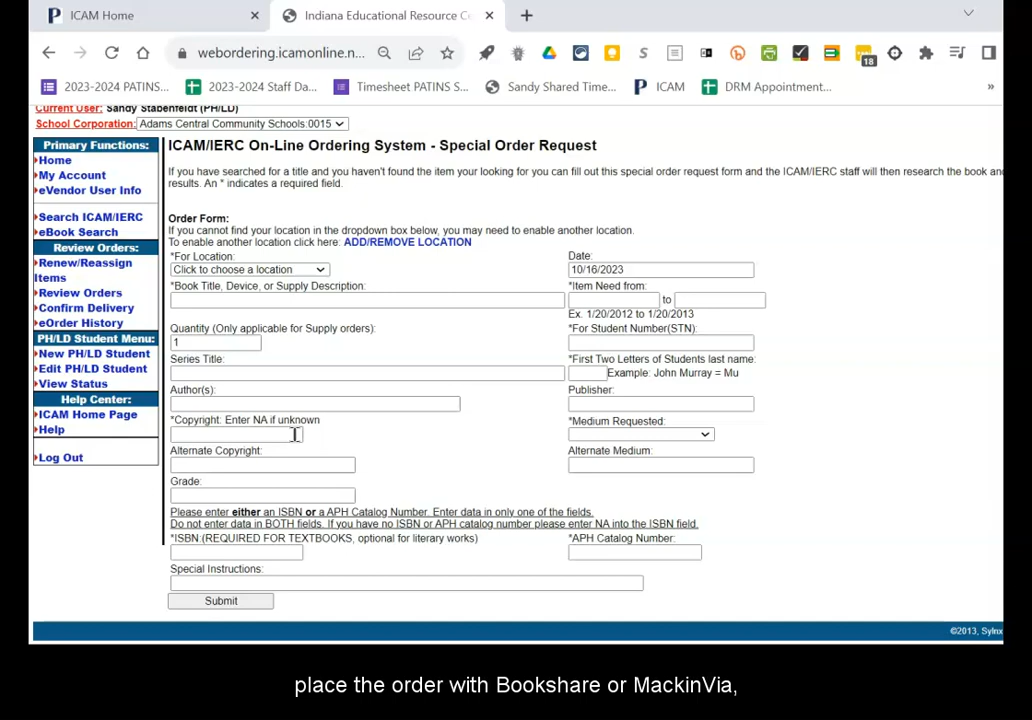 ICAM Home
Indiana Educational Resource Ce
webordering.icamonline.n...
18
2023-2024 PATINS...
2023-2024 Staff Da...
Timesheet PATINS S...
Sandy Shared Time...
ICAM
DRM Appointment...
»
Current User: Sandy Stabenfeldt (PH/LD)
School Corporation: Adams Central Community Schools:0015
Primary Functions:
Home
My Account
eVendor User Info
Search ICAM/IERC
eBook Search
Review Orders:
Renew/Reassign
Items
Review Orders
Confirm Delivery
eOrder History
PH/LD Student Menu:
New PH/LD Student
Edit PH/LD Student
View Status
Help Center:
ICAM Home Page
Help
Log Out
ICAM/IERC On-Line Ordering System - Special Order Request
If you have searched for a title and you haven't found the item your looking for you can fill out this special order request form and the ICAM/IERC staff will then research the book and
results. An * indicates a required field.
Order Form:
If you cannot find your location in the dropdown box below, you may need to enable another location.
To enable another location click here: ADD/REMOVE LOCATION
*For Location:
Date:
Click to choose a location
10/16/2023
*Book Title, Device, or Supply Description:
*Item Need from:
to
Ex. 1/20/2012 to 1/20/2013
Quantity (Only applicable for Supply orders):
*For Student Number(STN):
1
Series Title:
*First Two Letters of Students last name:
Example: John Murray = Mu
Author(s):
Publisher:
*Copyright: Enter NA if unknown
*Medium Requested:
Alternate Copyright:
Alternate Medium:
Grade:
Please enter either an ISBN or a APH Catalog Number. Enter data in only one of the fields.
Do not enter data in BOTH fields. If you have no ISBN or APH catalog number please enter NA into the ISBN field.
*ISBN:(REQUIRED FOR TEXTBOOKS, optional for literary works)
*APH Catalog Number:
Special Instructions:
Submit
©2013, Sylnx
place the order with Bookshare or MackinVia,